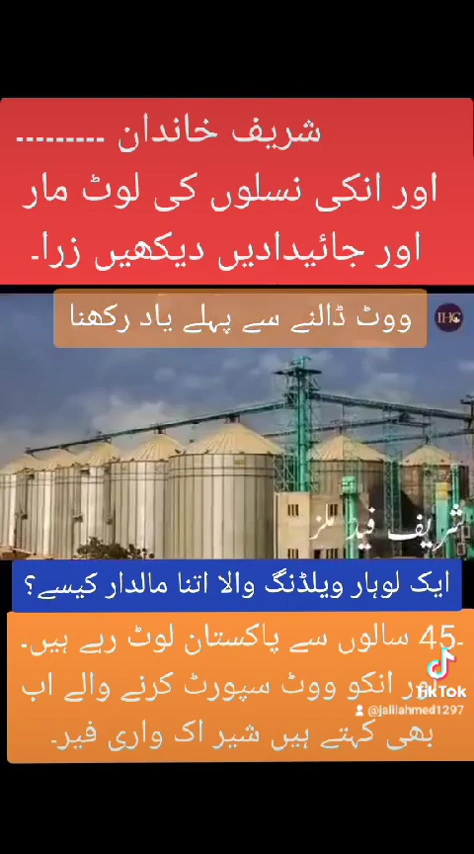 شریف خاندان ---------
اور انکی نسلوں کی لوٹ مار
اور جائیدادیں دیکھیں زرا۔
ووٹ ڈالنے سے پہلے یاد رکھنا
IHC
شریف فیڈ ملز
ایک لوہار ویلڈنگ والا اتنا مالدار کیسے؟
45 سالوں سے پاکستان لوٹ رہے ہیں۔
اور انکو ووٹ سپورٹ کرنے والے اب
TikTok
@jalilahmed1297
بھی کہتے ہیں شیر اک واری فیر۔